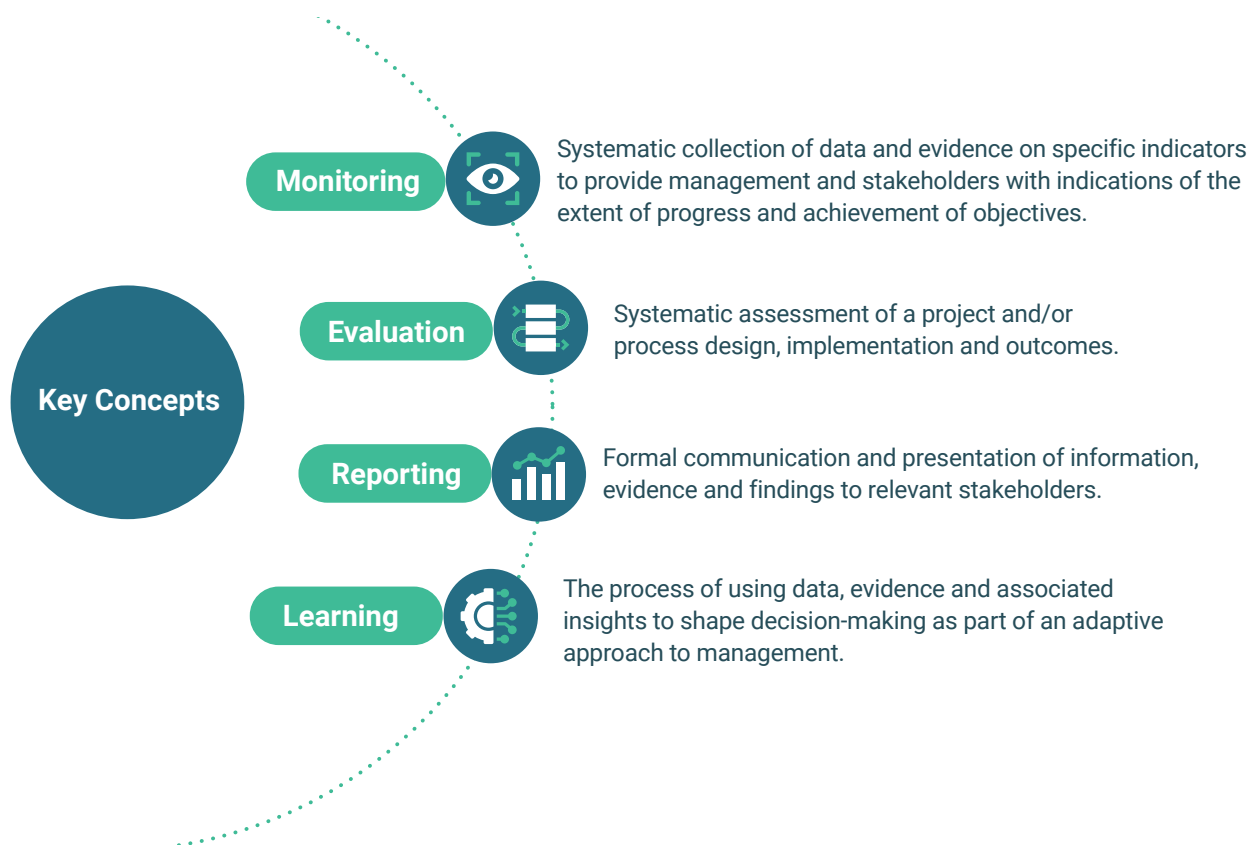 Monitoring
Systematic collection of data and evidence on specific indicators
to provide management and stakeholders with indications of the
extent of progress and achievement of objectives.
Evaluation
Systematic assessment of a project and/or
process design, implementation and outcomes.
Key Concepts
Reporting
Formal communication and presentation of information,
evidence and findings to relevant stakeholders.
Learning
The process of using data, evidence and associated
insights to shape decision-making as part of an adaptive
approach to management.